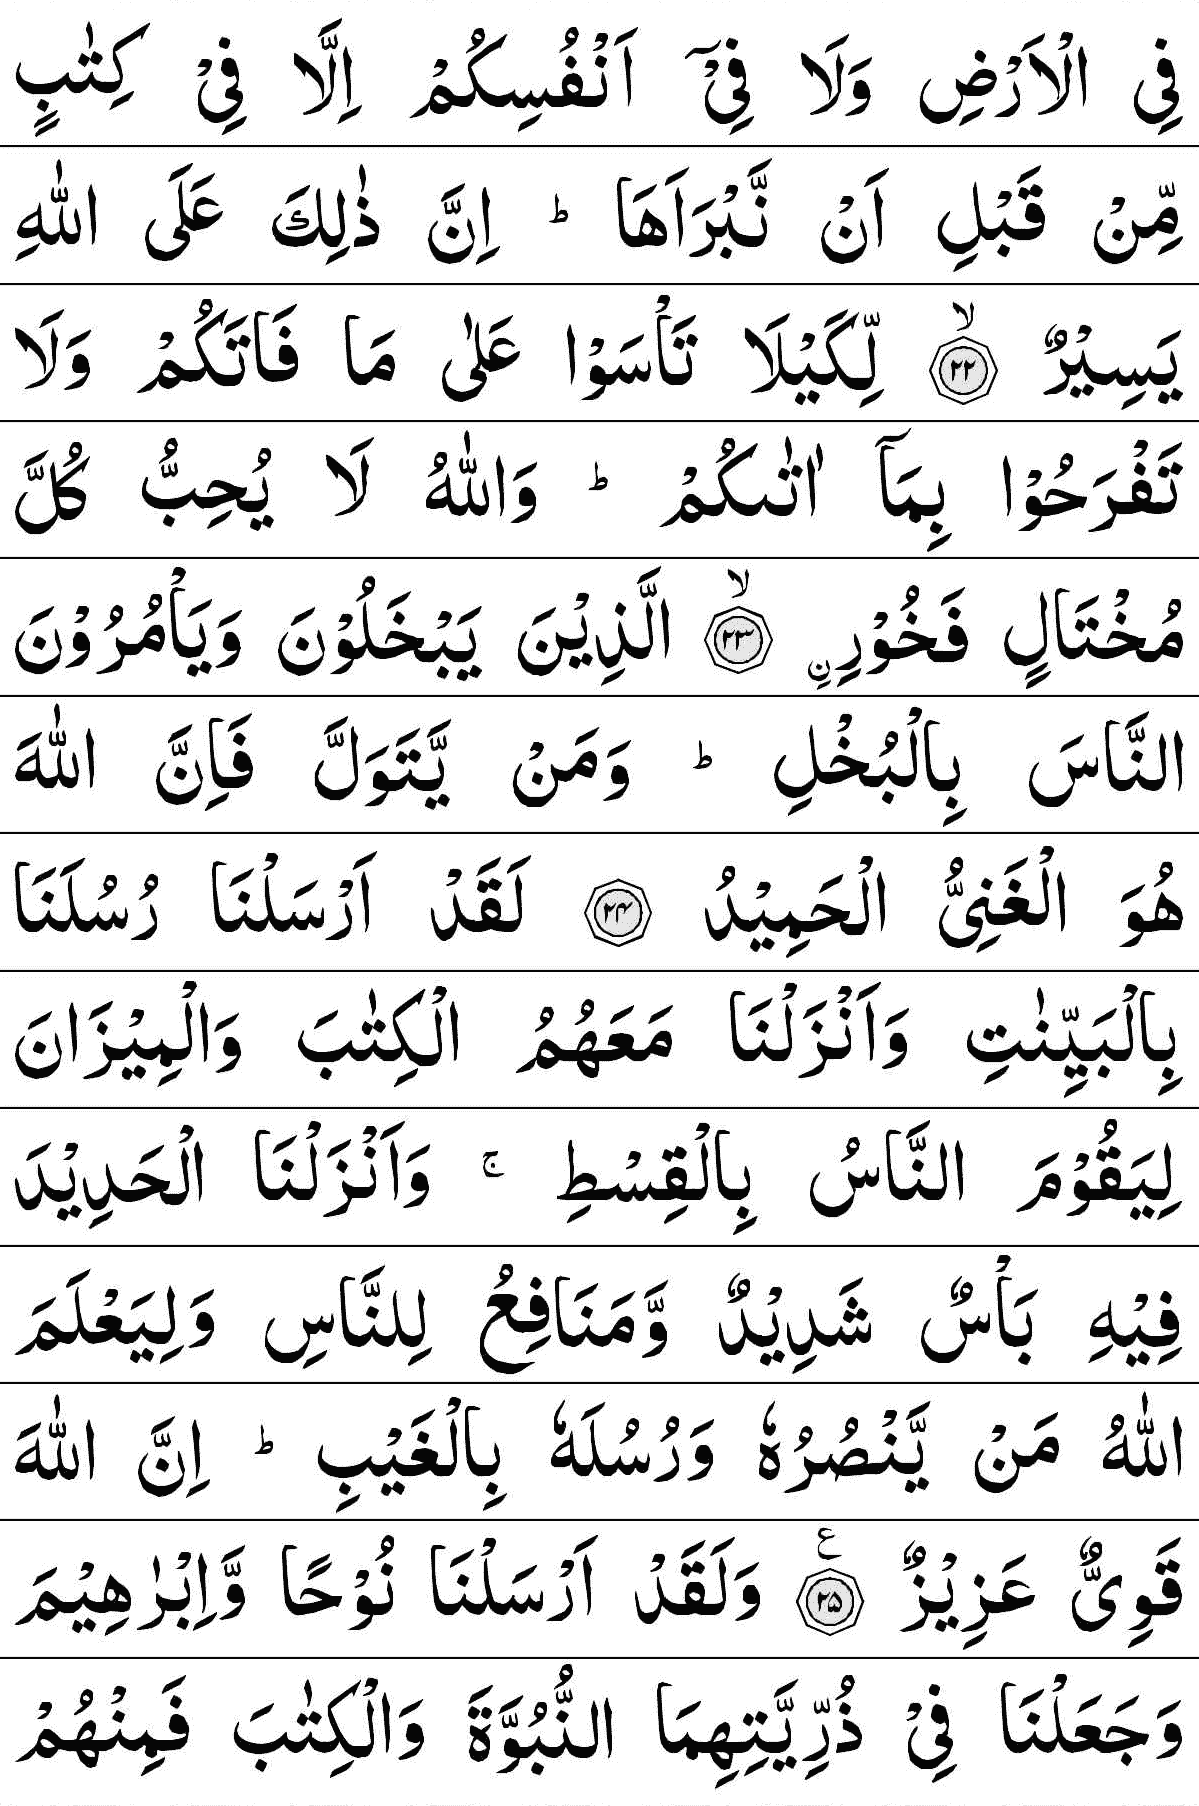 فِی الْاَرْضِ وَلَا فِیْۤ اَنْفُسِكُمْ اِلَّا فِیْ كِتٰبٍ
مِّنْ قَبْلِ اَنْ نَّبْرَاَهَا ؕ اِنَّ ذٰلِكَ عَلَی اللّٰهِ
یَسِیْرٌ ۙ﴿۲۲﴾ لِّكَیْلَا تَاْسَوْا عَلٰی مَا فَاتَكُمْ وَلَا
تَفْرَحُوْا بِمَاۤ اٰتٰىكُمْ ؕ وَاللّٰهُ لَا یُحِبُّ كُلَّ
مُخْتَالٍ فَخُوْرِ ۣ ۙ﴿۲۳﴾ الَّذِیْنَ یَبْخَلُوْنَ وَیَاْمُرُوْنَ
النَّاسَ بِالْبُخْلِ ؕ وَمَنْ یَّتَوَلَّ فَاِنَّ اللّٰهَ
هُوَ الْغَنِیُّ الْحَمِیْدُ ﴿۲۴﴾ لَقَدْ اَرْسَلْنَا رُسُلَنَا
بِالْبَیِّنٰتِ وَاَنْزَلْنَا مَعَهُمُ الْكِتٰبَ وَالْمِیْزَانَ
لِیَقُوْمَ النَّاسُ بِالْقِسْطِ ۚ وَاَنْزَلْنَا الْحَدِیْدَ
فِیْهِ بَاْسٌ شَدِیْدٌ وَّمَنَافِعُ لِلنَّاسِ وَلِیَعْلَمَ
اللّٰهُ مَنْ یَّنْصُرُهٗ وَرُسُلَهٗ بِالْغَیْبِ ؕ اِنَّ اللّٰهَ
قَوِیٌّ عَزِیْزٌ ﴿۲۵﴾ع وَلَقَدْ اَرْسَلْنَا نُوْحًا وَّاِبْرٰهِیْمَ
وَجَعَلْنَا فِیْ ذُرِّیَّتِهِمَا النُّبُوَّةَ وَالْكِتٰبَ فَمِنْهُمْ